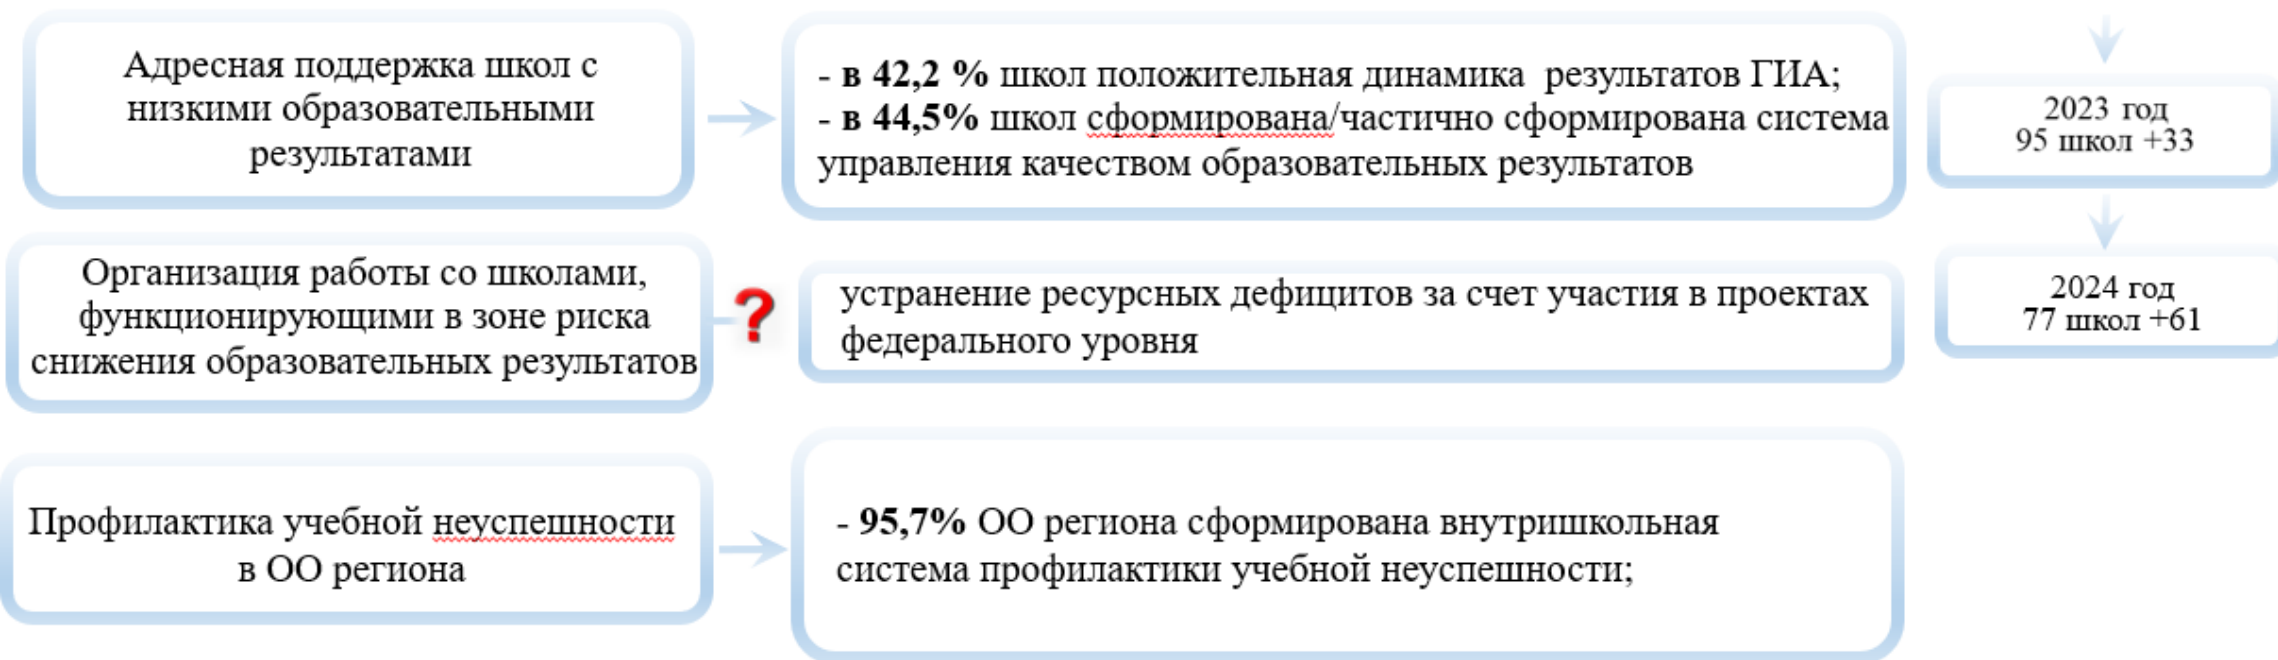 Адресная поддержка школ с
низкими образовательными
результатами
- в 42,2 % школ положительная динамика результатов ГИА;
- в 44,5% школ сформирована/частично сформирована система
управления качеством образовательных результатов
2023 год
95 школ +33
Организация работы со школами,
функционирующими в зоне риска
снижения образовательных результатов
?
устранение ресурсных дефицитов за счет участия в проектах
федерального уровня
2024 год
77 школ +61
Профилактика учебной неуспешности
в ОО региона
- 95,7% ОО региона сформирована внутришкольная
система профилактики учебной неуспешности;